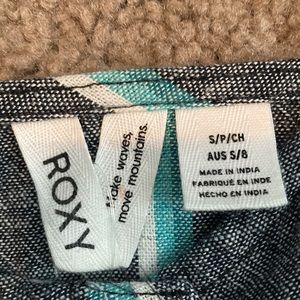 ROXY
make waves,
move mountains.
S/P/CH
AUS S/8
MADE IN INDIA
FABRIQUÉ EN INDE
HECHO EN INDIA